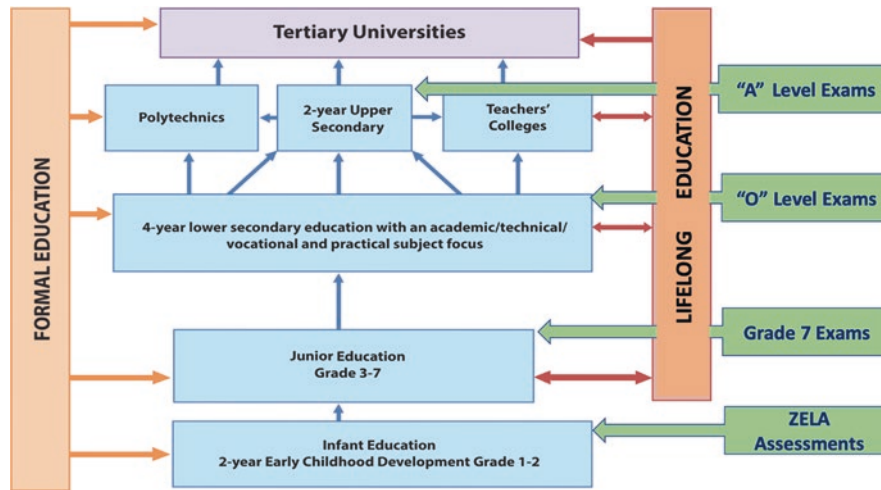 Tertiary Universities
Polytechnics
2-year Upper
Secondary
Teachers'
Colleges
4-year lower secondary education with an academic/technical/
vocational and practical subject focus
Junior Education
Grade 3-7
Infant Education
2-year Early Childhood Development Grade 1-2
FORMAL EDUCATION
LIFELONG EDUCATION
"A" Level Exams
"O" Level Exams
Grade 7 Exams
ZELA
Assessments